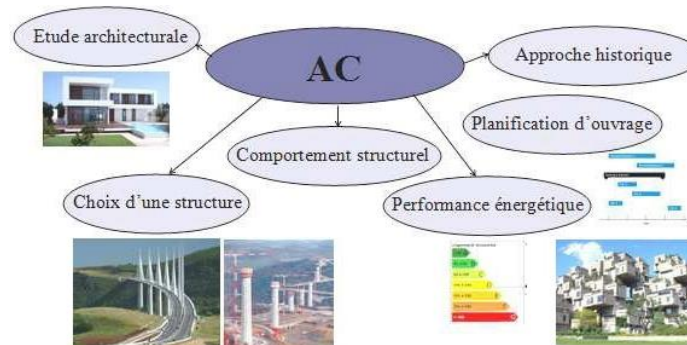 Etude architecturale
AC
Approche historique
Planification d'ouvrage
Comportement structurel
Choix d'une structure
Performance énergétique